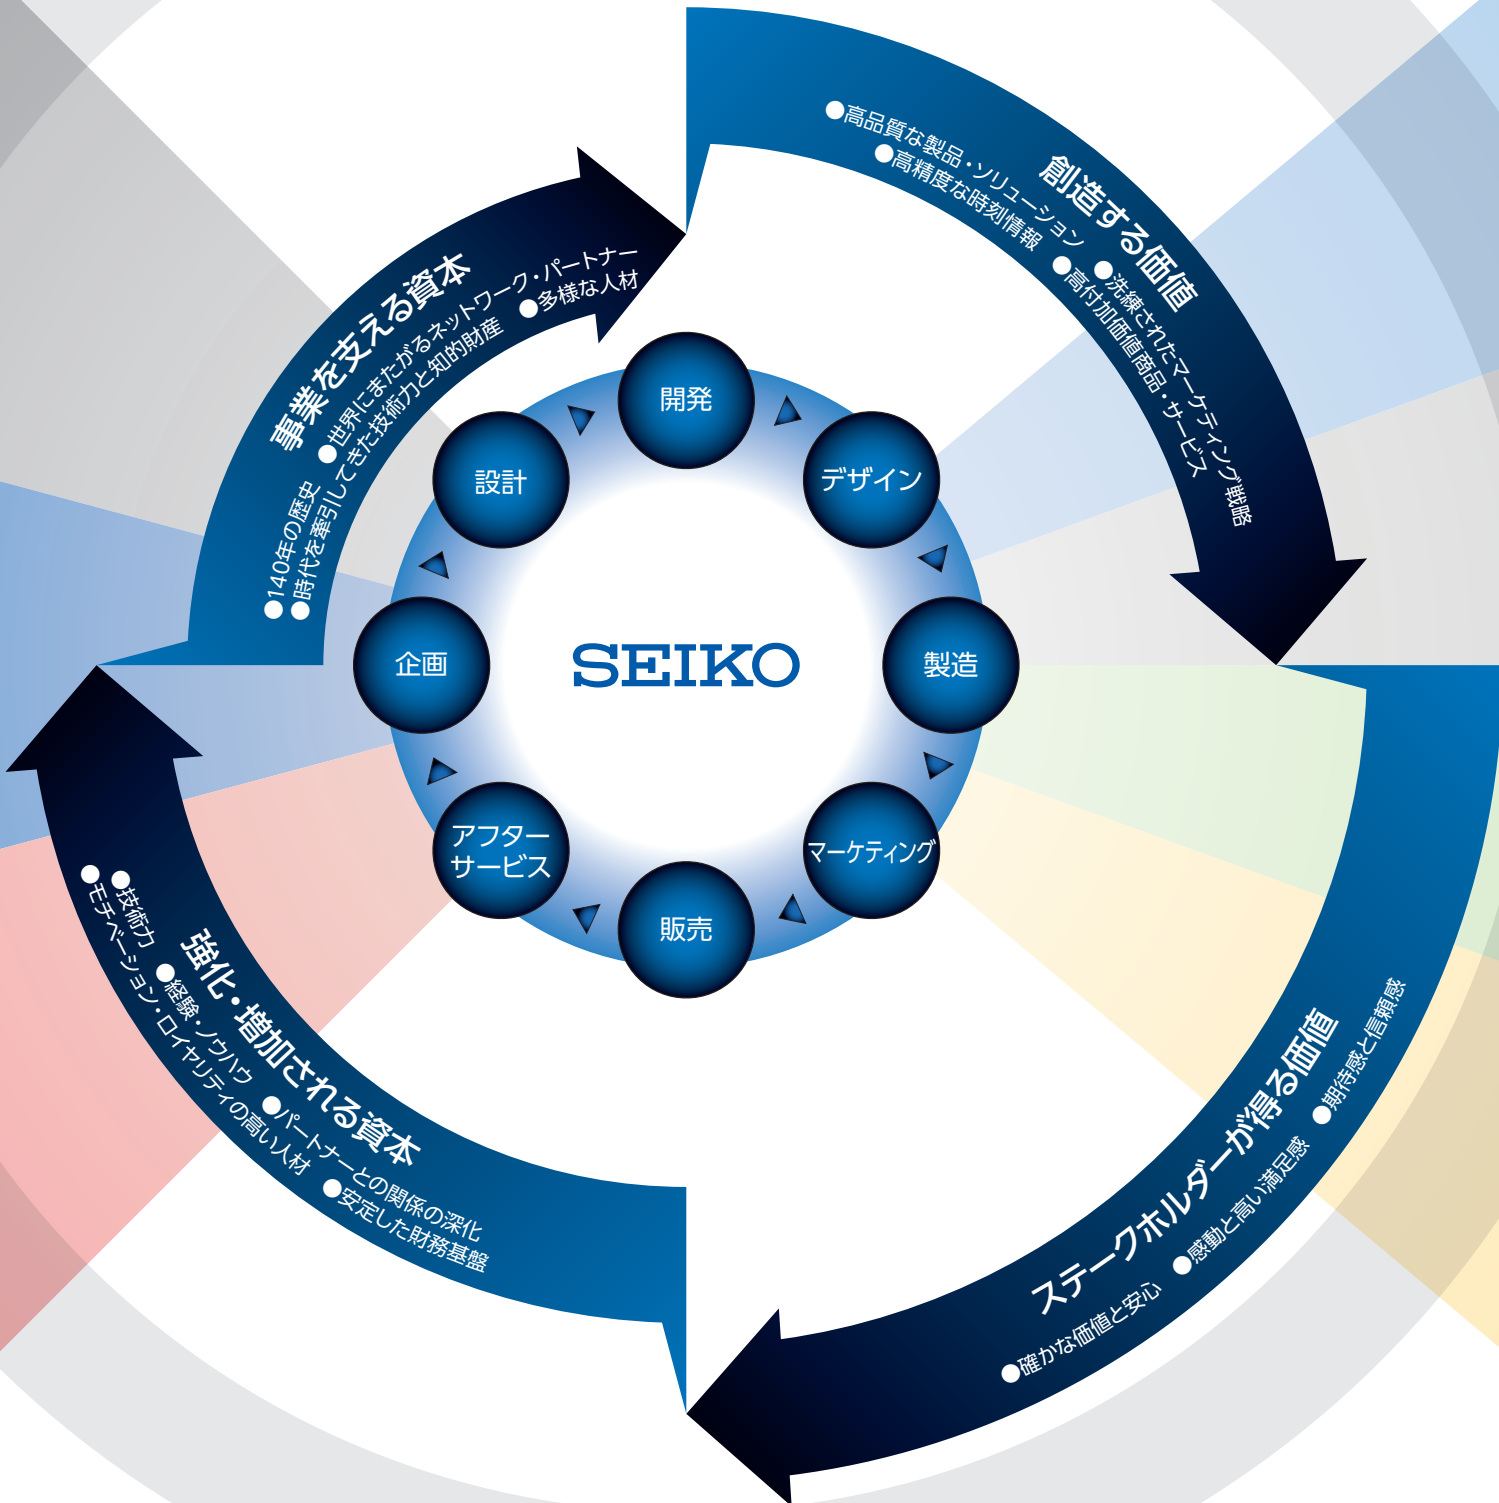 事業を支える資本
●140年の歴史 ●世界にまたがるネットワーク・パートナー
●時代を牽引してきた技術力と知的財産 ●多様な人材
創造する価値
●高品質な製品・ソリューション ●洗練されたマーケティング戦略
●高精度な時刻情報 ●高付加価値商品・サービス
ステークホルダーが得る価値
●確かな価値と安心 ●感動と高い満足感 ●期待感と信頼感
強化・増加される資本
●技術力 ●経験・ノウハウ ●パートナーとの関係の深化
●モチベーション・ロイヤリティの高い人材 ●安定した財務基盤
SEIKO
企画
設計
開発
デザイン
製造
マーケティング
販売
アフター
サービス